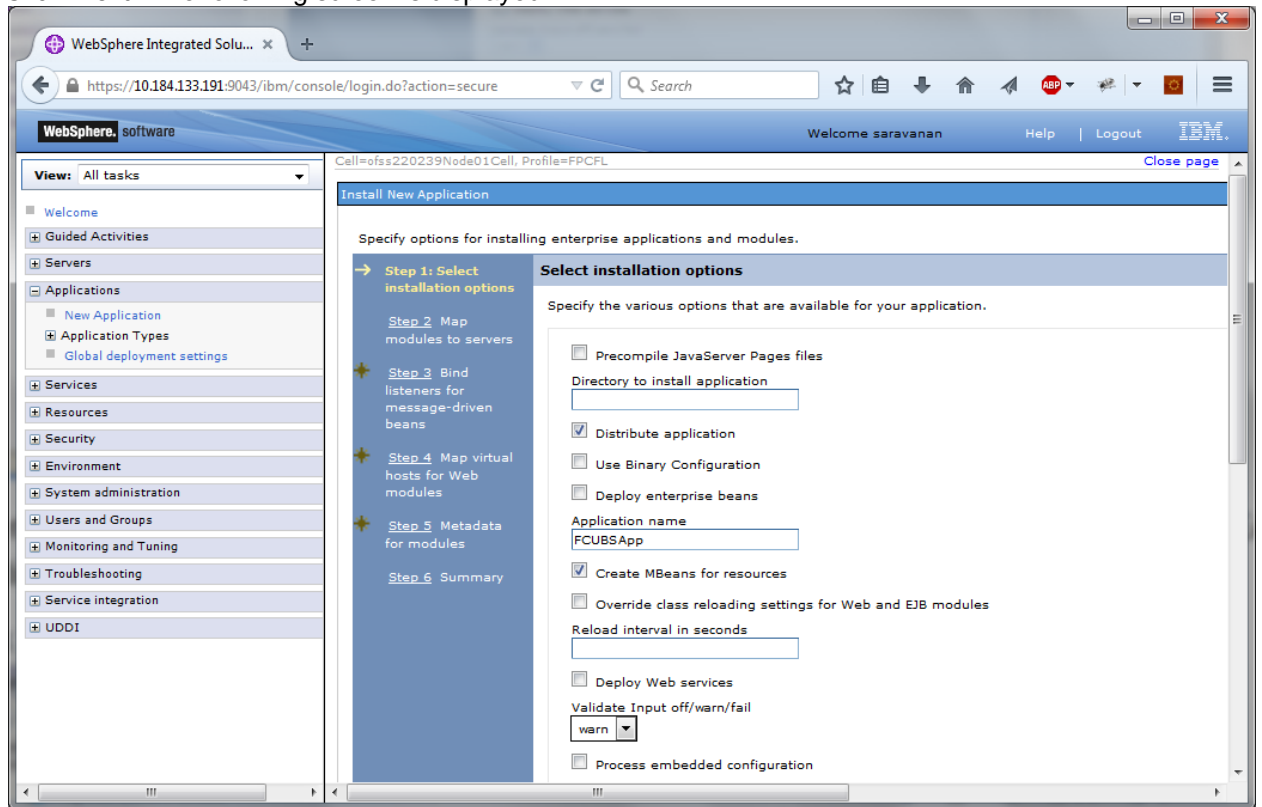 WebSphere Integrated Solu...
https://10.184.133.191:9043/ibm/console/login.do?action=secure
Search
ABP
WebSphere. software
Welcome saravanan
Help | Logout
IBM.
View: All tasks
Welcome
Guided Activities
Servers
Applications
New Application
Application Types
Global deployment settings
Services
Resources
Security
Environment
System administration
Users and Groups
Monitoring and Tuning
Troubleshooting
Service integration
UDDI
Cell=ofss220239Node01Cell, Profile=FPCFL
Close page
Install New Application
Specify options for installing enterprise applications and modules.
Step 1: Select
installation options
Step 2 Map
modules to servers
Step 3 Bind
listeners for
message-driven
beans
Step 4 Map virtual
hosts for Web
modules
Step 5 Metadata
for modules
Step 6 Summary
Select installation options
Specify the various options that are available for your application.
Precompile JavaServer Pages files
Directory to install application
Distribute application
Use Binary Configuration
Deploy enterprise beans
Application name
FCUBSApp
Create MBeans for resources
Override class reloading settings for Web and EJB modules
Reload interval in seconds
Deploy Web services
Validate Input off/warn/fail
warn
Process embedded configuration